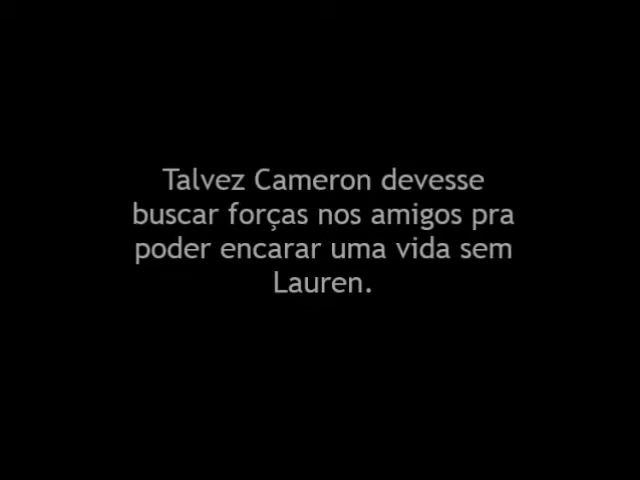 Talvez Cameron devesse
buscar forças nos amigos pra
poder encarar uma vida sem
Lauren.